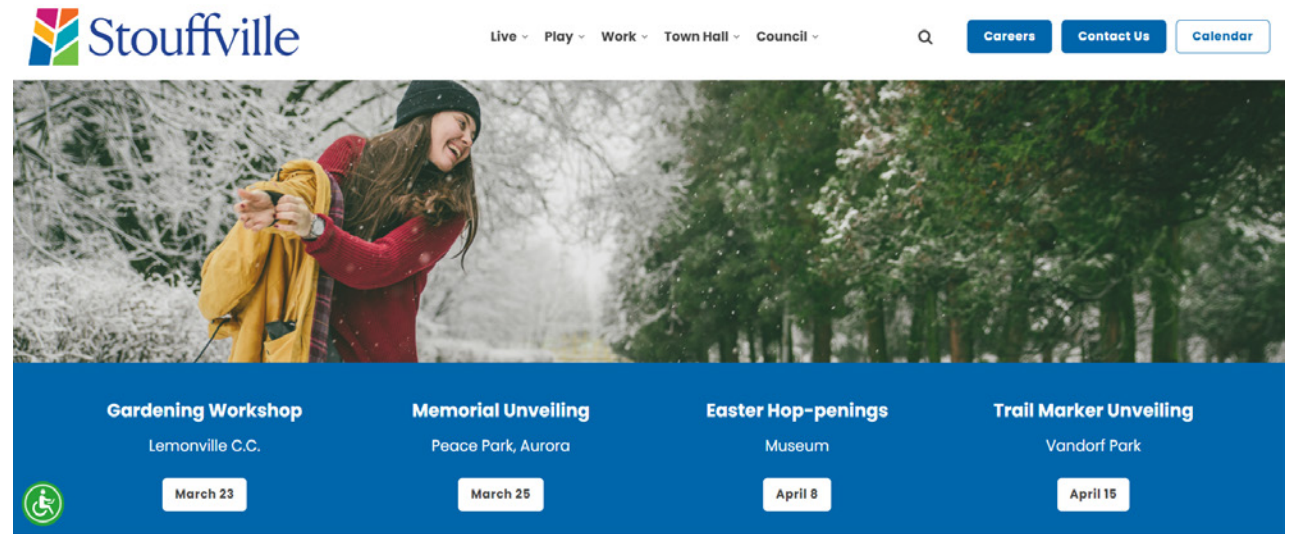 Stouffville
Live Play Work Town Hall Council Careers Contact Us Calendar
Gardening Workshop
Lemonville C.C.
March 23
Memorial Unveiling
Peace Park, Aurora
March 25
Easter Hop-penings
Museum
April 8
Trail Marker Unveiling
Vandorf Park
April 15